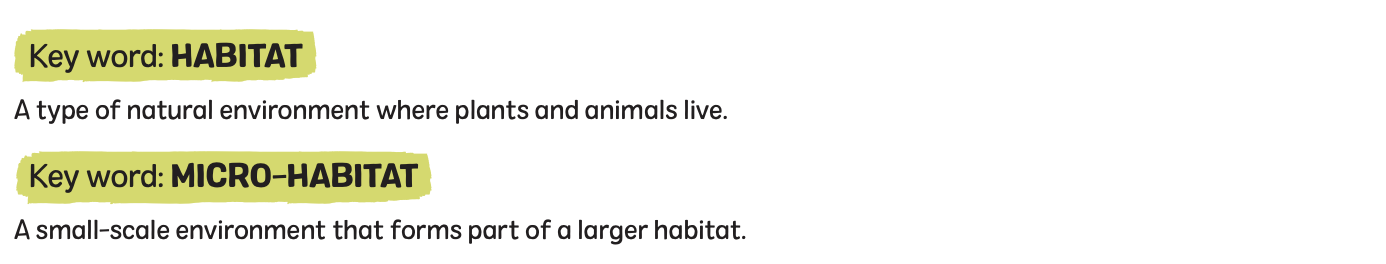 Key word: HABITAT
A type of natural environment where plants and animals live.
Key word: MICRO-HABITAT
A small-scale environment that forms part of a larger habitat.